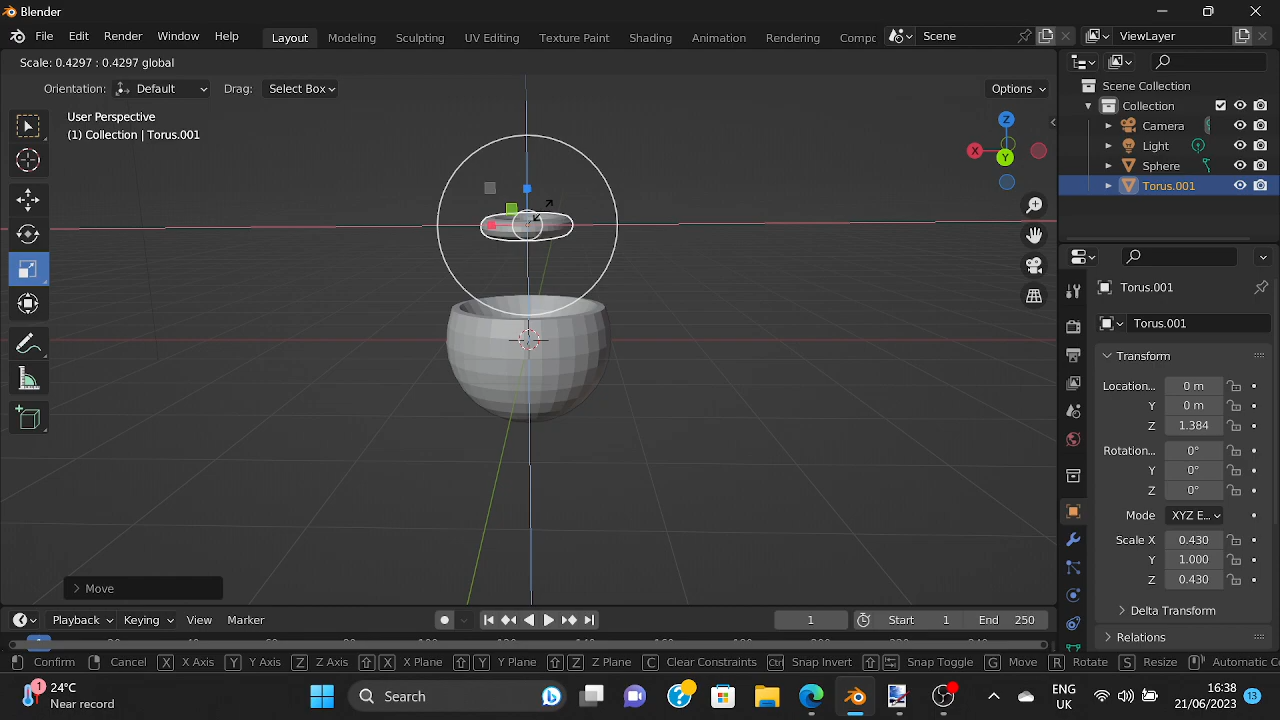 Blender
File Edit Render Window Help Layout Modeling Sculpting UV Editing Texture Paint Shading Animation Rendering Compc Scene ViewLayer
Scale: 0.4297 : 0.4297 global
Orientation: Default Drag: Select Box Options
User Perspective
(1) Collection | Torus.001
Z
X
Y
Scene Collection
Collection
Camera
Light
Sphere
Torus.001
Torus.001
Torus.001
Transform
Location... 0 m
Y 0 m
Z 1.384
Rotation... 0°
Y 0°
Z 0°
Mode XYZ E...
Scale X 0.430
Y 1.000
Z 0.430
Delta Transform
Relations
Move
Playback Keying View Marker 1 Start 1 End 250
Confirm Cancel X X Axis Y Y Axis Z Z Axis X X Plane Y Y Plane Z Z Plane C Clear Constraints Ctrl Snap Invert Snap Toggle G Move R Rotate S Resize Automatic Co
1 24°C
Near record
Search
ENG
UK
16:38
21/06/2023
13